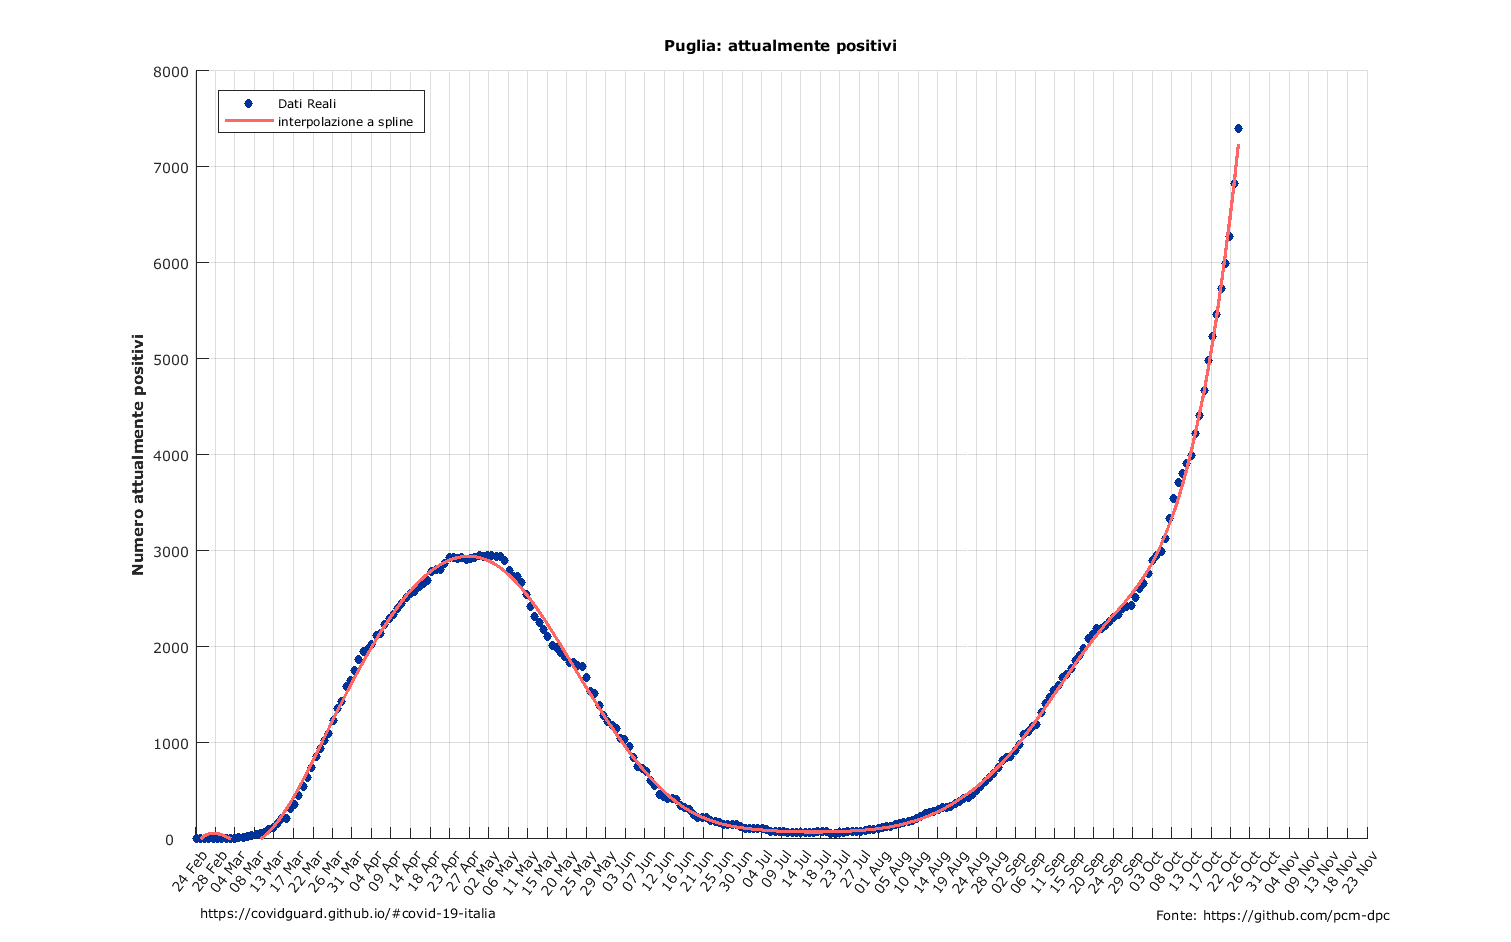 Puglia: attualmente positivi
8000
7000
6000
5000
4000
3000
2000
1000
0
Numero attualmente positivi
Dati Reali
interpolazione a spline
24 Feb
28 Feb
04 Mar
08 Mar
13 Mar
17 Mar
22 Mar
26 Mar
31 Mar
04 Apr
09 Apr
14 Apr
18 Apr
23 Apr
27 Apr
02 May
06 May
11 May
15 May
20 May
25 May
29 May
03 Jun
07 Jun
12 Jun
16 Jun
21 Jun
25 Jun
30 Jun
04 Jul
09 Jul
14 Jul
18 Jul
23 Jul
27 Jul
01 Aug
05 Aug
10 Aug
14 Aug
19 Aug
24 Aug
28 Aug
02 Sep
06 Sep
11 Sep
15 Sep
20 Sep
24 Sep
29 Sep
03 Oct
08 Oct
13 Oct
17 Oct
22 Oct
26 Oct
31 Oct
04 Nov
09 Nov
13 Nov
18 Nov
23 Nov
https://covidguard.github.io/#covid-19-italia
Fonte: https://github.com/pcm-dpc